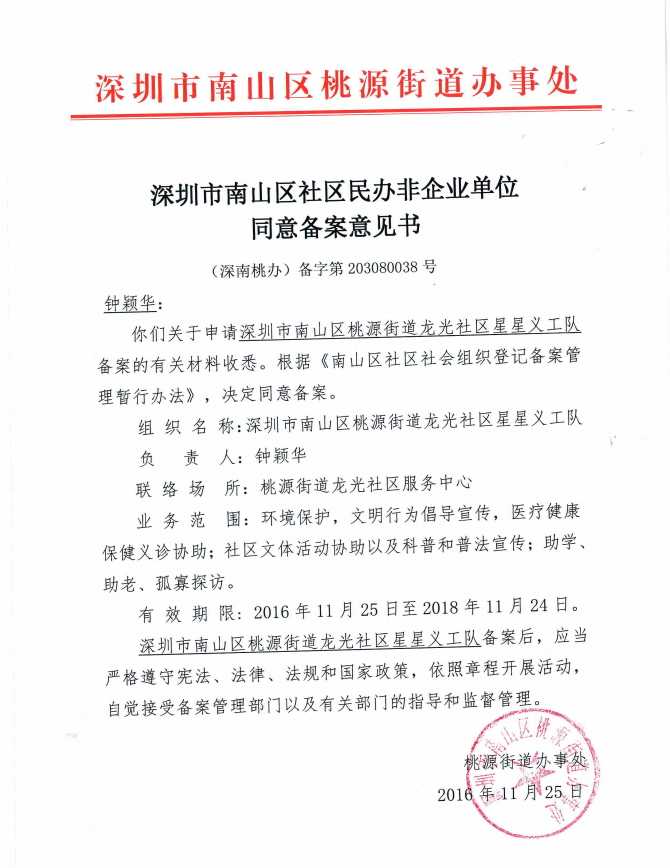 深圳市南山区桃源街道办事处
深圳市南山区社区民办非企业单位
同意备案意见书
（深南桃办）备字第 203080038 号
钟颖华：
你们关于申请深圳市南山区桃源街道龙光社区星星义工队
备案的有关材料收悉。根据《南山区社区社会组织登记备案管
理暂行办法》，决定同意备案。
组 织 名 称:深圳市南山区桃源街道龙光社区星星义工队
负 责 人: 钟颖华
联 络 场 所: 桃源街道龙光社区服务中心
业 务 范 围: 环境保护，文明行为倡导宣传，医疗健康
保健义诊协助；社区文体活动协助以及科普和普法宣传；助学、
助老、孤寡探访。
有 效 期 限: 2016 年 11 月 25 日至 2018 年 11 月 24 日。
深圳市南山区桃源街道龙光社区星星义工队备案后，应当
严格遵守宪法、法律、法规和国家政策，依照章程开展活动，
自觉接受备案管理部门以及有关部门的指导和监督管理。
桃源街道办事处
2016 年 11 月 25 日
深圳市南山区桃源街道办事处